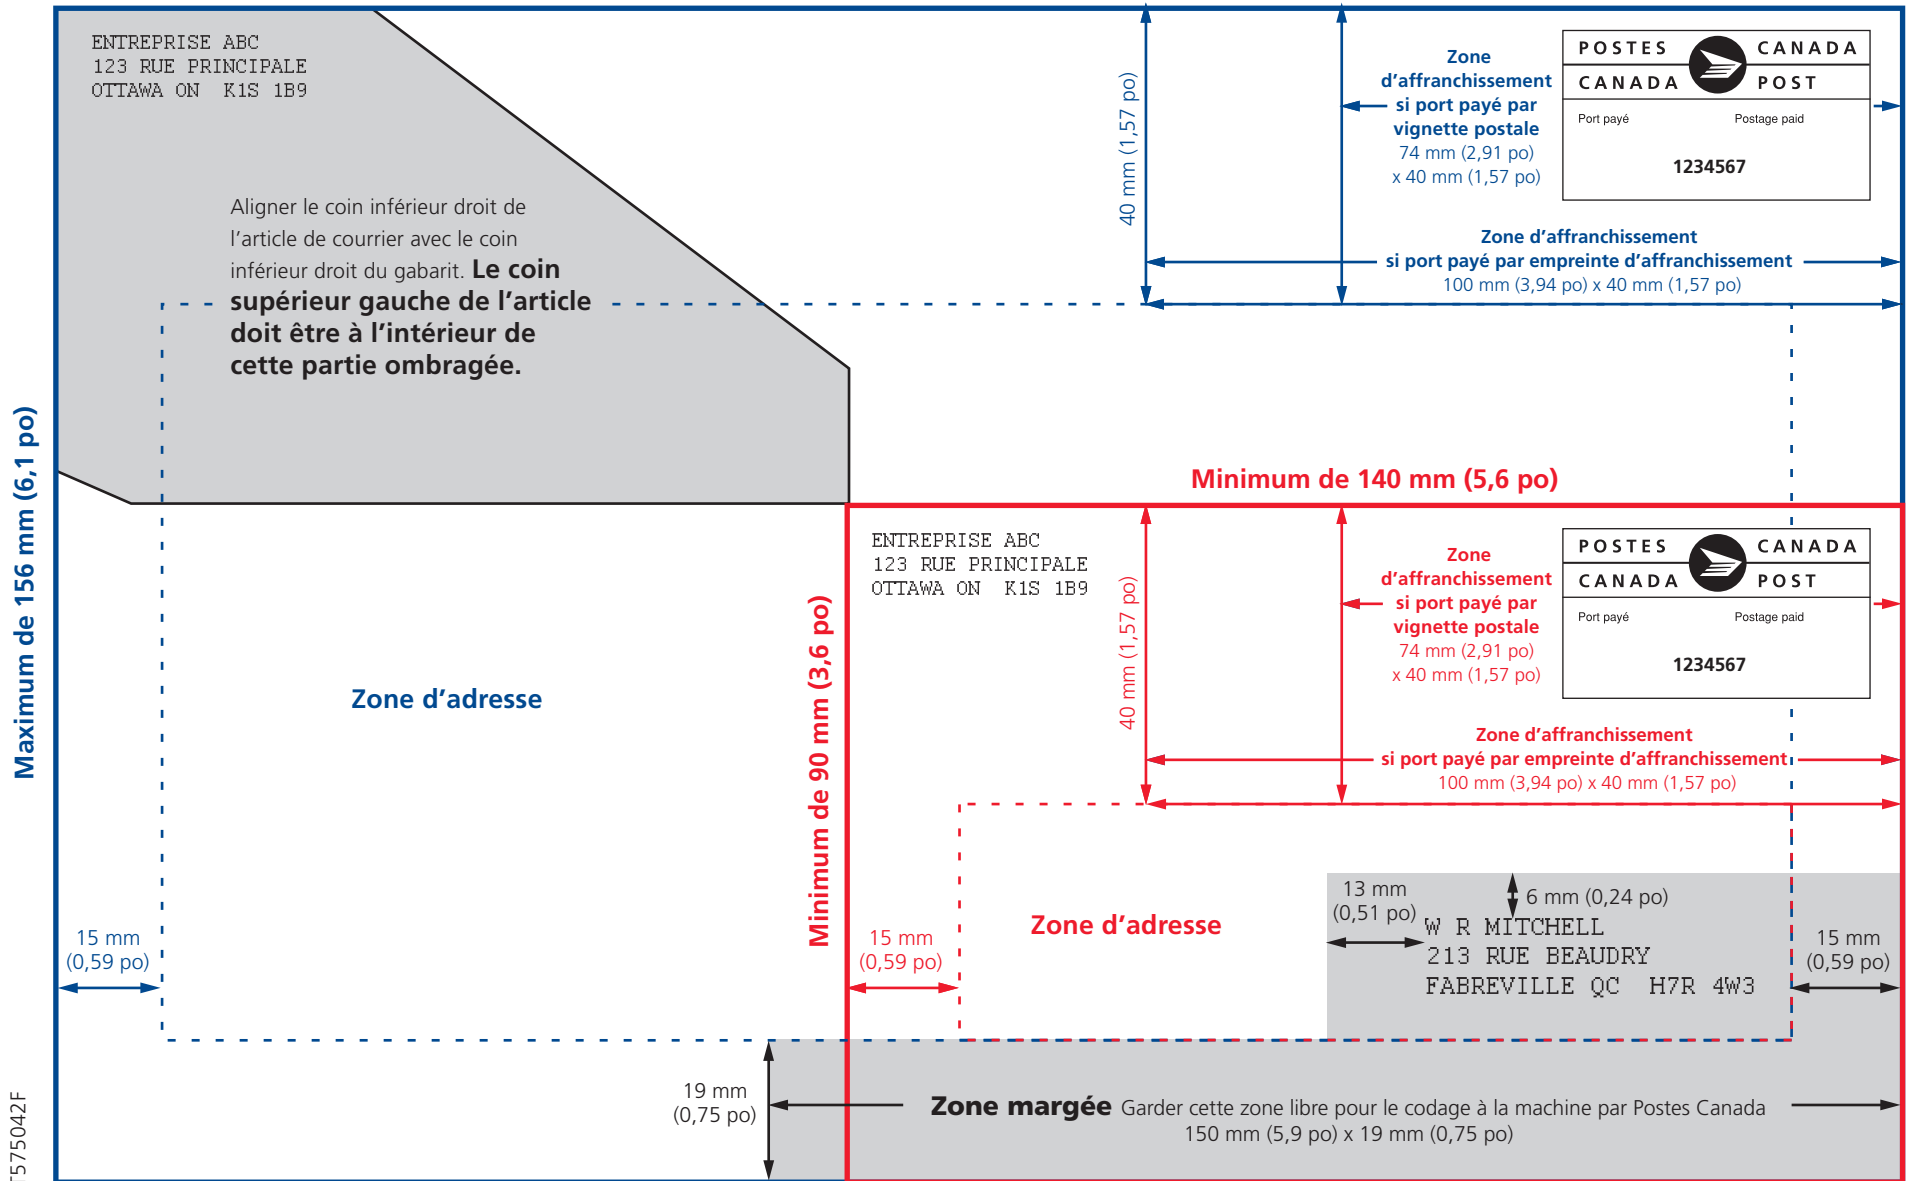 ENTREPRISE ABC
123 RUE PRINCIPALE
OTTAWA ON K1S 1B9
Aligner le coin inférieur droit de
l’article de courrier avec le coin
inférieur droit du gabarit. Le coin
supérieur gauche de l’article
doit être à l’intérieur de
cette partie ombragée.
40 mm (1,57 po)
Zone
d’affranchissement
si port payé par
vignette postale
74 mm (2,91 po)
x 40 mm (1,57 po)
POSTES CANADA
CANADA POST
Port payé Postage paid
1234567
Zone d’affranchissement
si port payé par empreinte d’affranchissement
100 mm (3,94 po) x 40 mm (1,57 po)
Maximum de 156 mm (6,1 po)
Zone d’adresse
15 mm
(0,59 po)
Minimum de 140 mm (5,6 po)
Minimum de 90 mm (3,6 po)
ENTREPRISE ABC
123 RUE PRINCIPALE
OTTAWA ON K1S 1B9
40 mm (1,57 po)
Zone
d’affranchissement
si port payé par
vignette postale
74 mm (2,91 po)
x 40 mm (1,57 po)
POSTES CANADA
CANADA POST
Port payé Postage paid
1234567
Zone d’affranchissement
si port payé par empreinte d’affranchissement
100 mm (3,94 po) x 40 mm (1,57 po)
15 mm
(0,59 po)
Zone d’adresse
13 mm
(0,51 po)
6 mm (0,24 po)
W R MITCHELL
213 RUE BEAUDRY
FABREVILLE QC H7R 4W3
15 mm
(0,59 po)
19 mm
(0,75 po)
Zone margée Garder cette zone libre pour le codage à la machine par Postes Canada
150 mm (5,9 po) x 19 mm (0,75 po)
T575042F